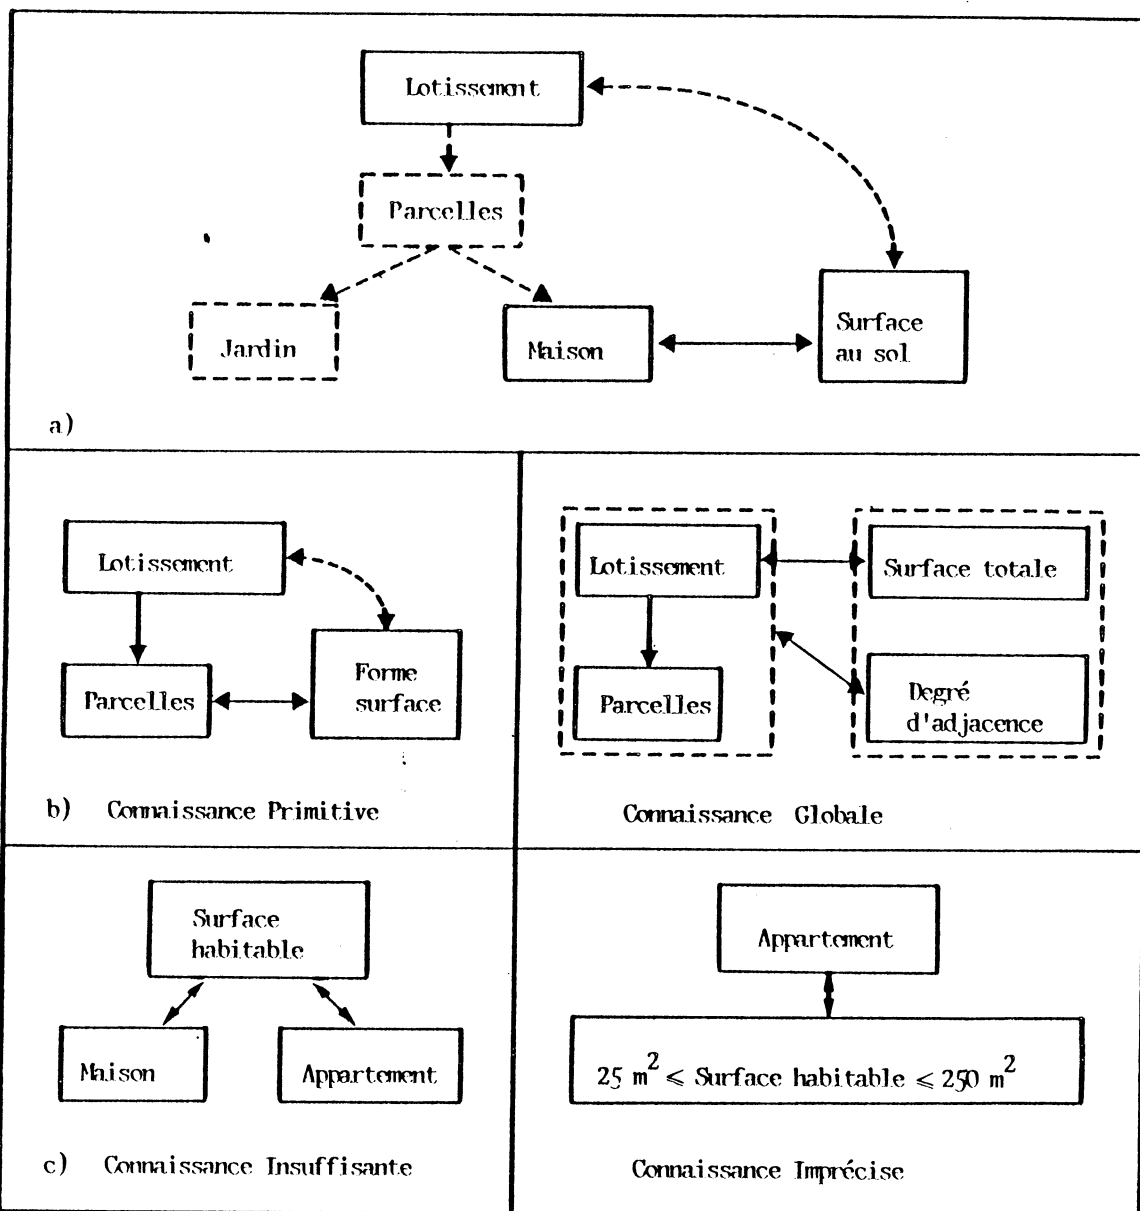 Lotissement
Parcelles
Jardin
Maison
Surface
au sol
a)
Lotissement
Parcelles
Forme
surface
b) Connaissance Primitive
Lotissement
Parcelles
Surface totale
Degré
d'adjacence
Connaissance Globale
Surface
habitable
Maison
Appartement
c) Connaissance Insuffisante
Appartement
25 m² ⩽ Surface habitable ⩽ 250 m²
Connaissance Imprécise